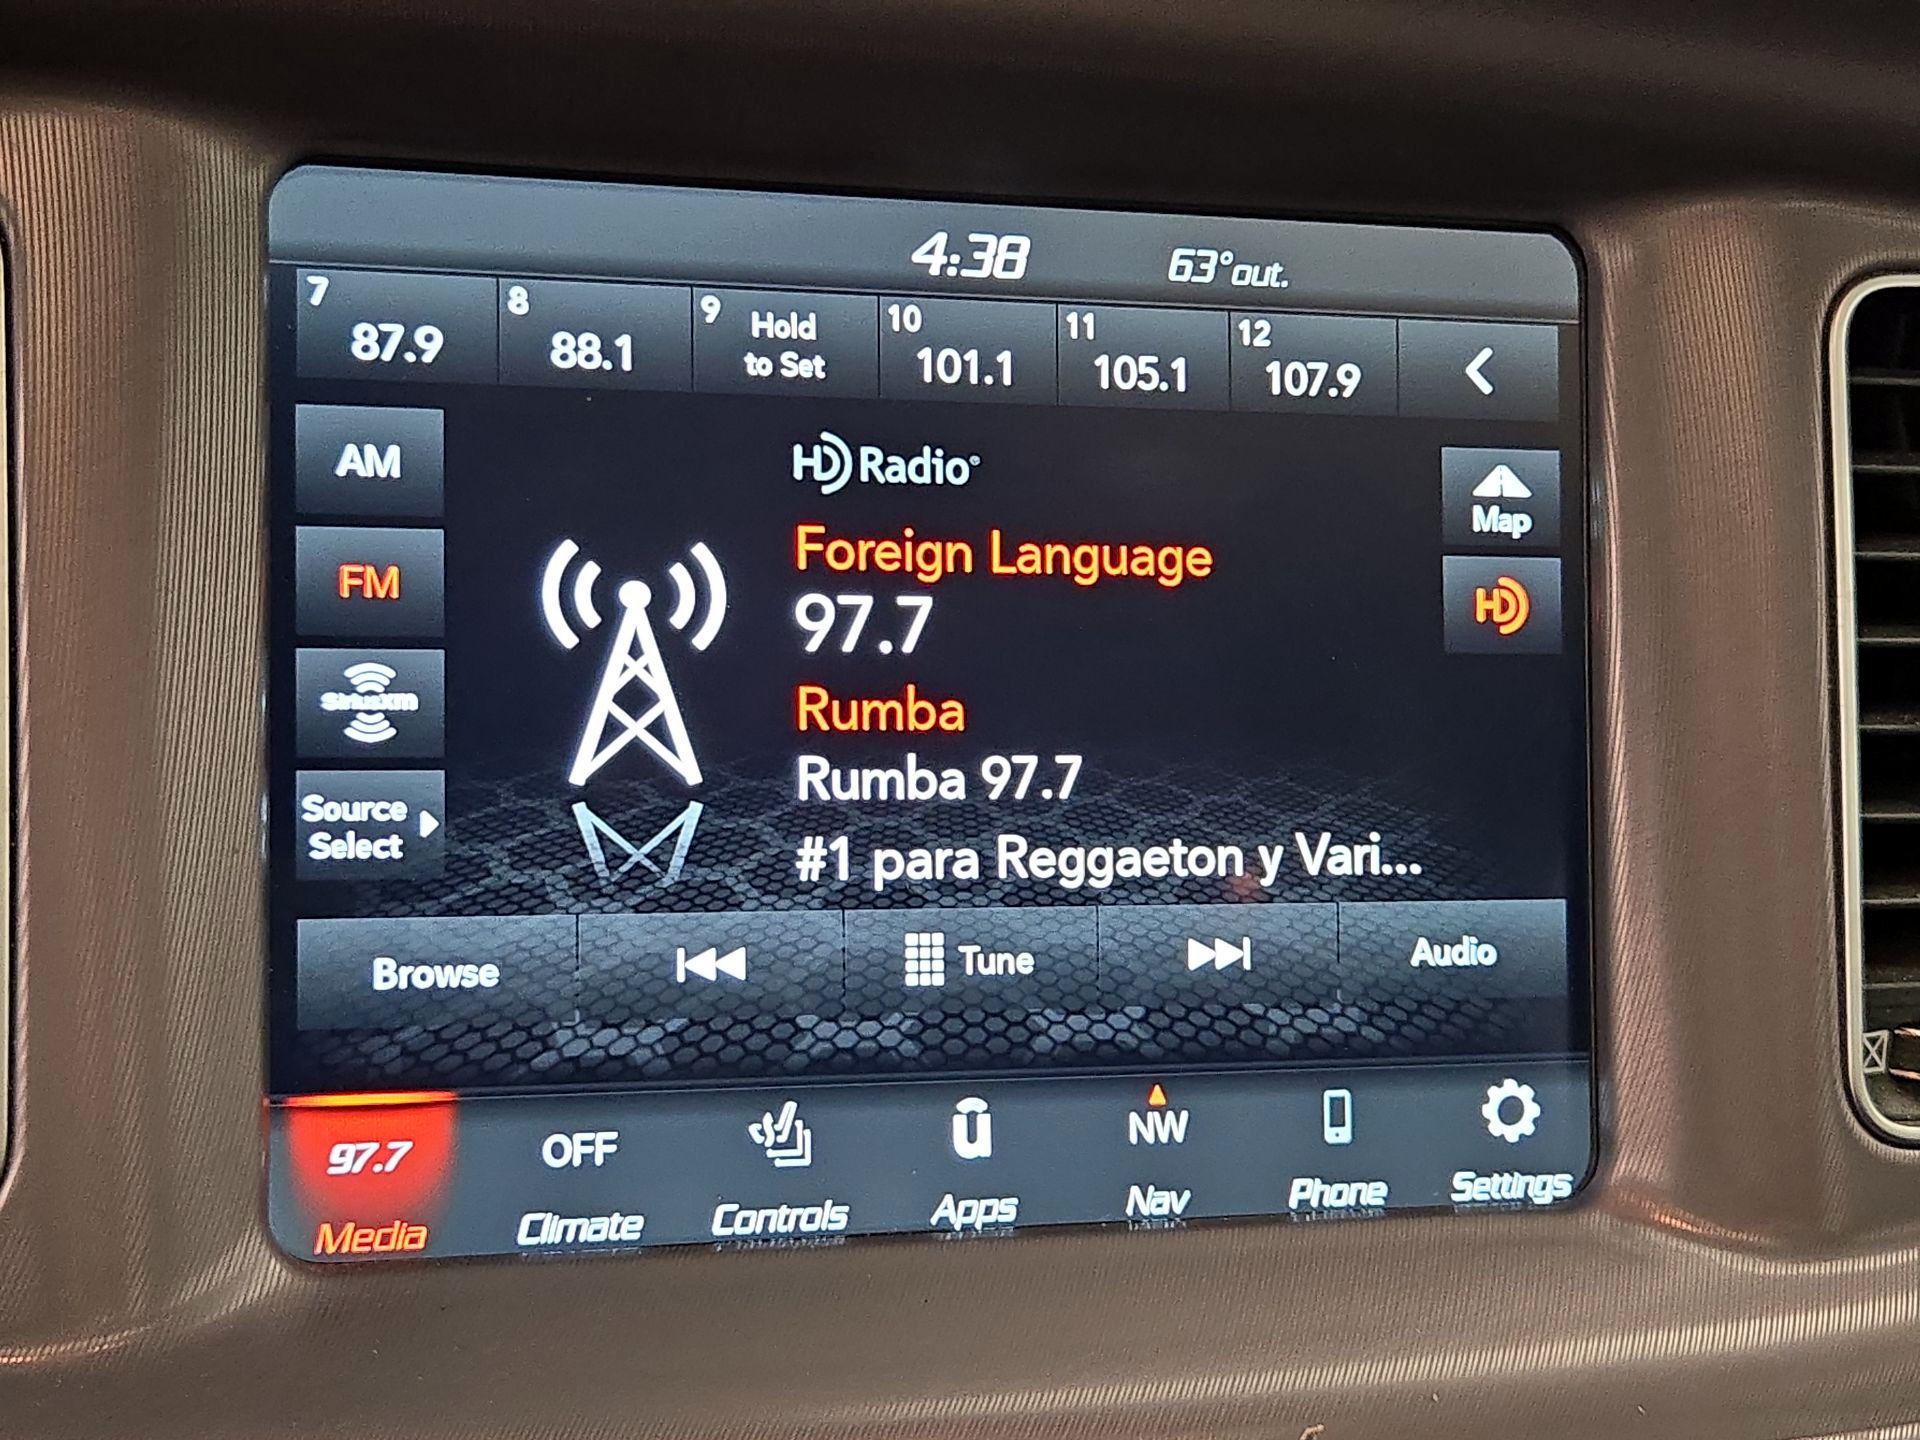 4:38 63°out.
7 87.9
8 88.1
9 Hold
to Set
10 101.1
11 105.1
12 107.9
AM
FM
SiriusXM
Source
Select
HD Radio®
Foreign Language
97.7
Rumba
Rumba 97.7
#1 para Reggaeton y Vari...
Map
HD
Browse
Tune
Audio
97.7
Media
OFF
Climate
Controls
u
Apps
NW
Nav
Phone
Settings